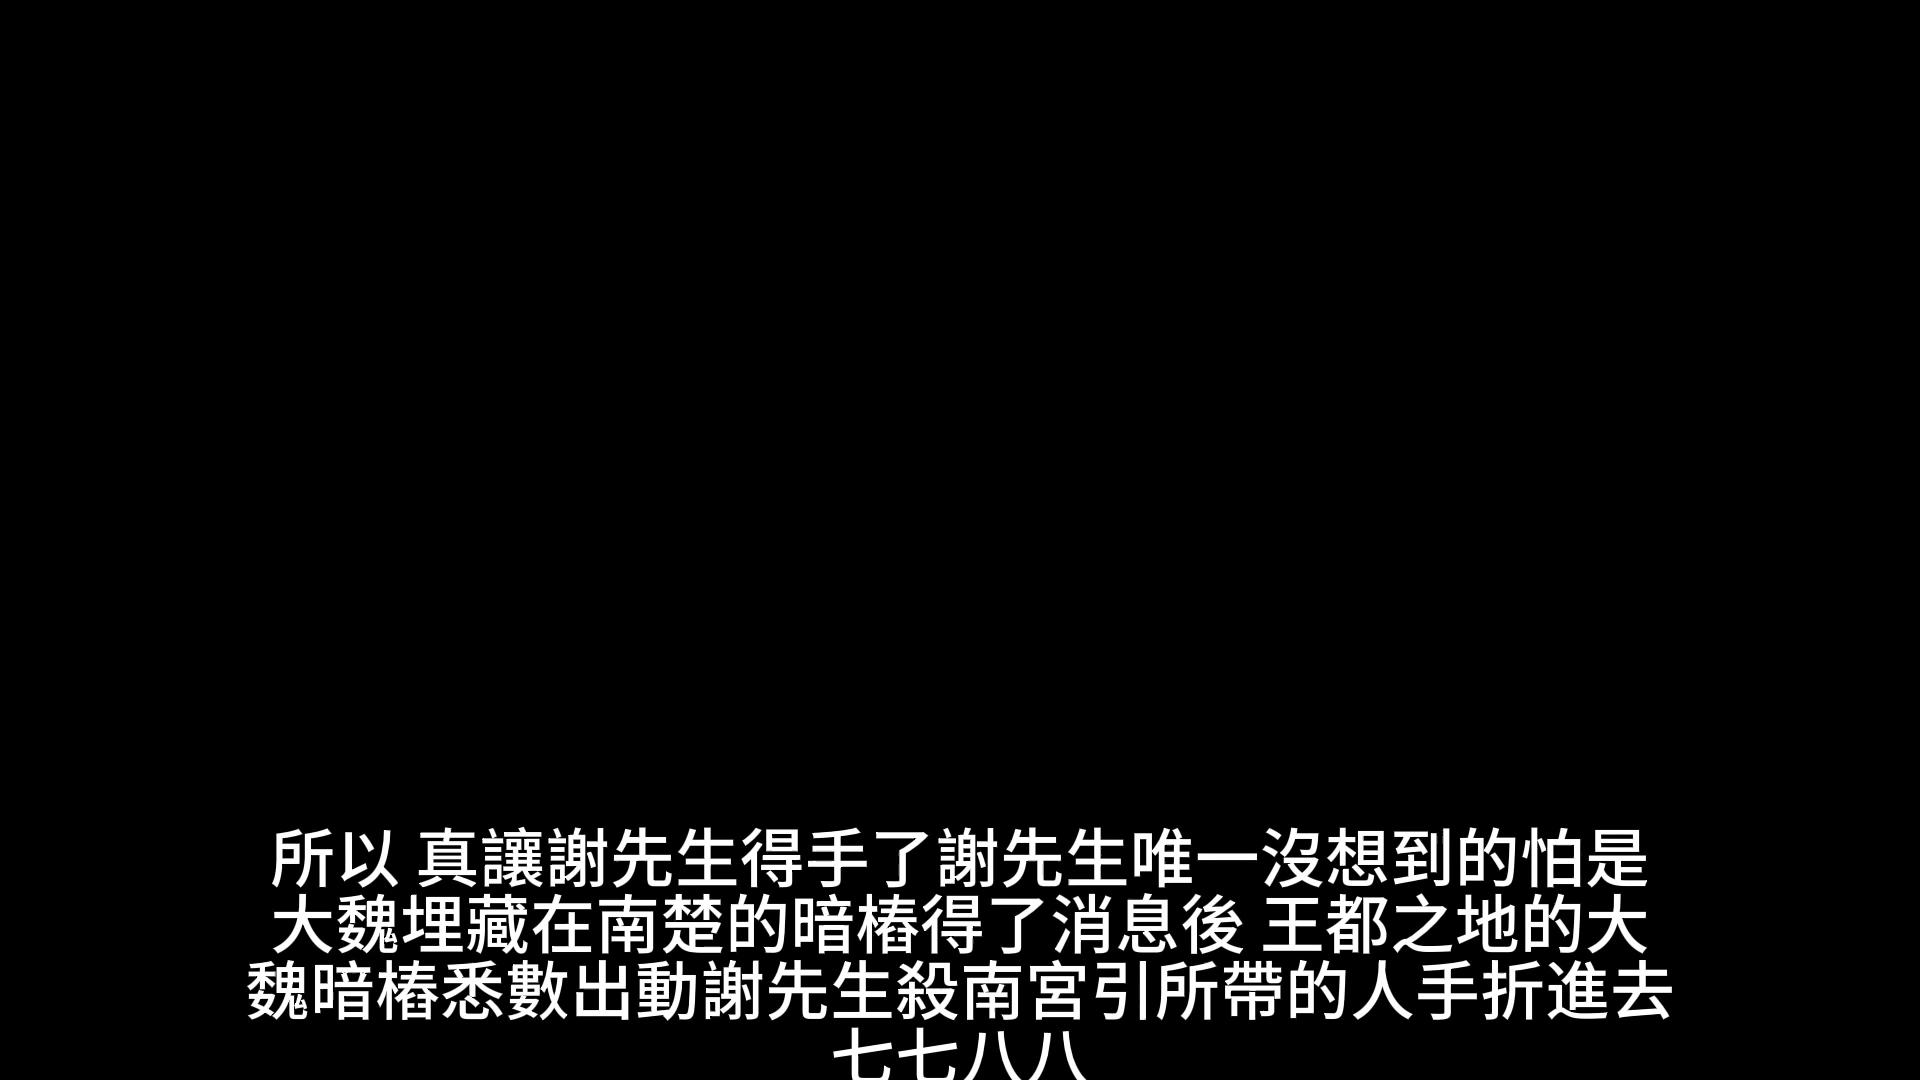 所以 真讓謝先生得手了謝先生唯一沒想到的怕是
大魏埋藏在南楚的暗樁得了消息後 王都之地的大
魏暗樁悉數出動謝先生殺南宮引所帶的人手折進去
七七八八